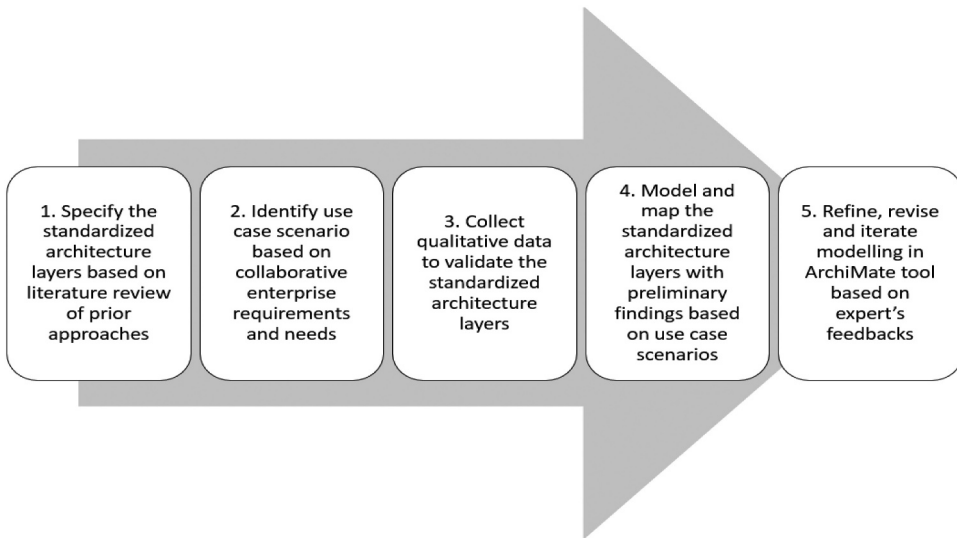 1. Specify the
standardized
architecture
layers based on
literature review
of prior
approaches
2. Identify use
case scenario
based on
collaborative
enterprise
requirements
and needs
3. Collect
qualitative data
to validate the
standardized
architecture
layers
4. Model and
map the
standardized
architecture
layers with
preliminary
findings based
on use case
scenarios
5. Refine, revise
and iterate
modelling in
ArchiMate tool
based on
expert's
feedbacks